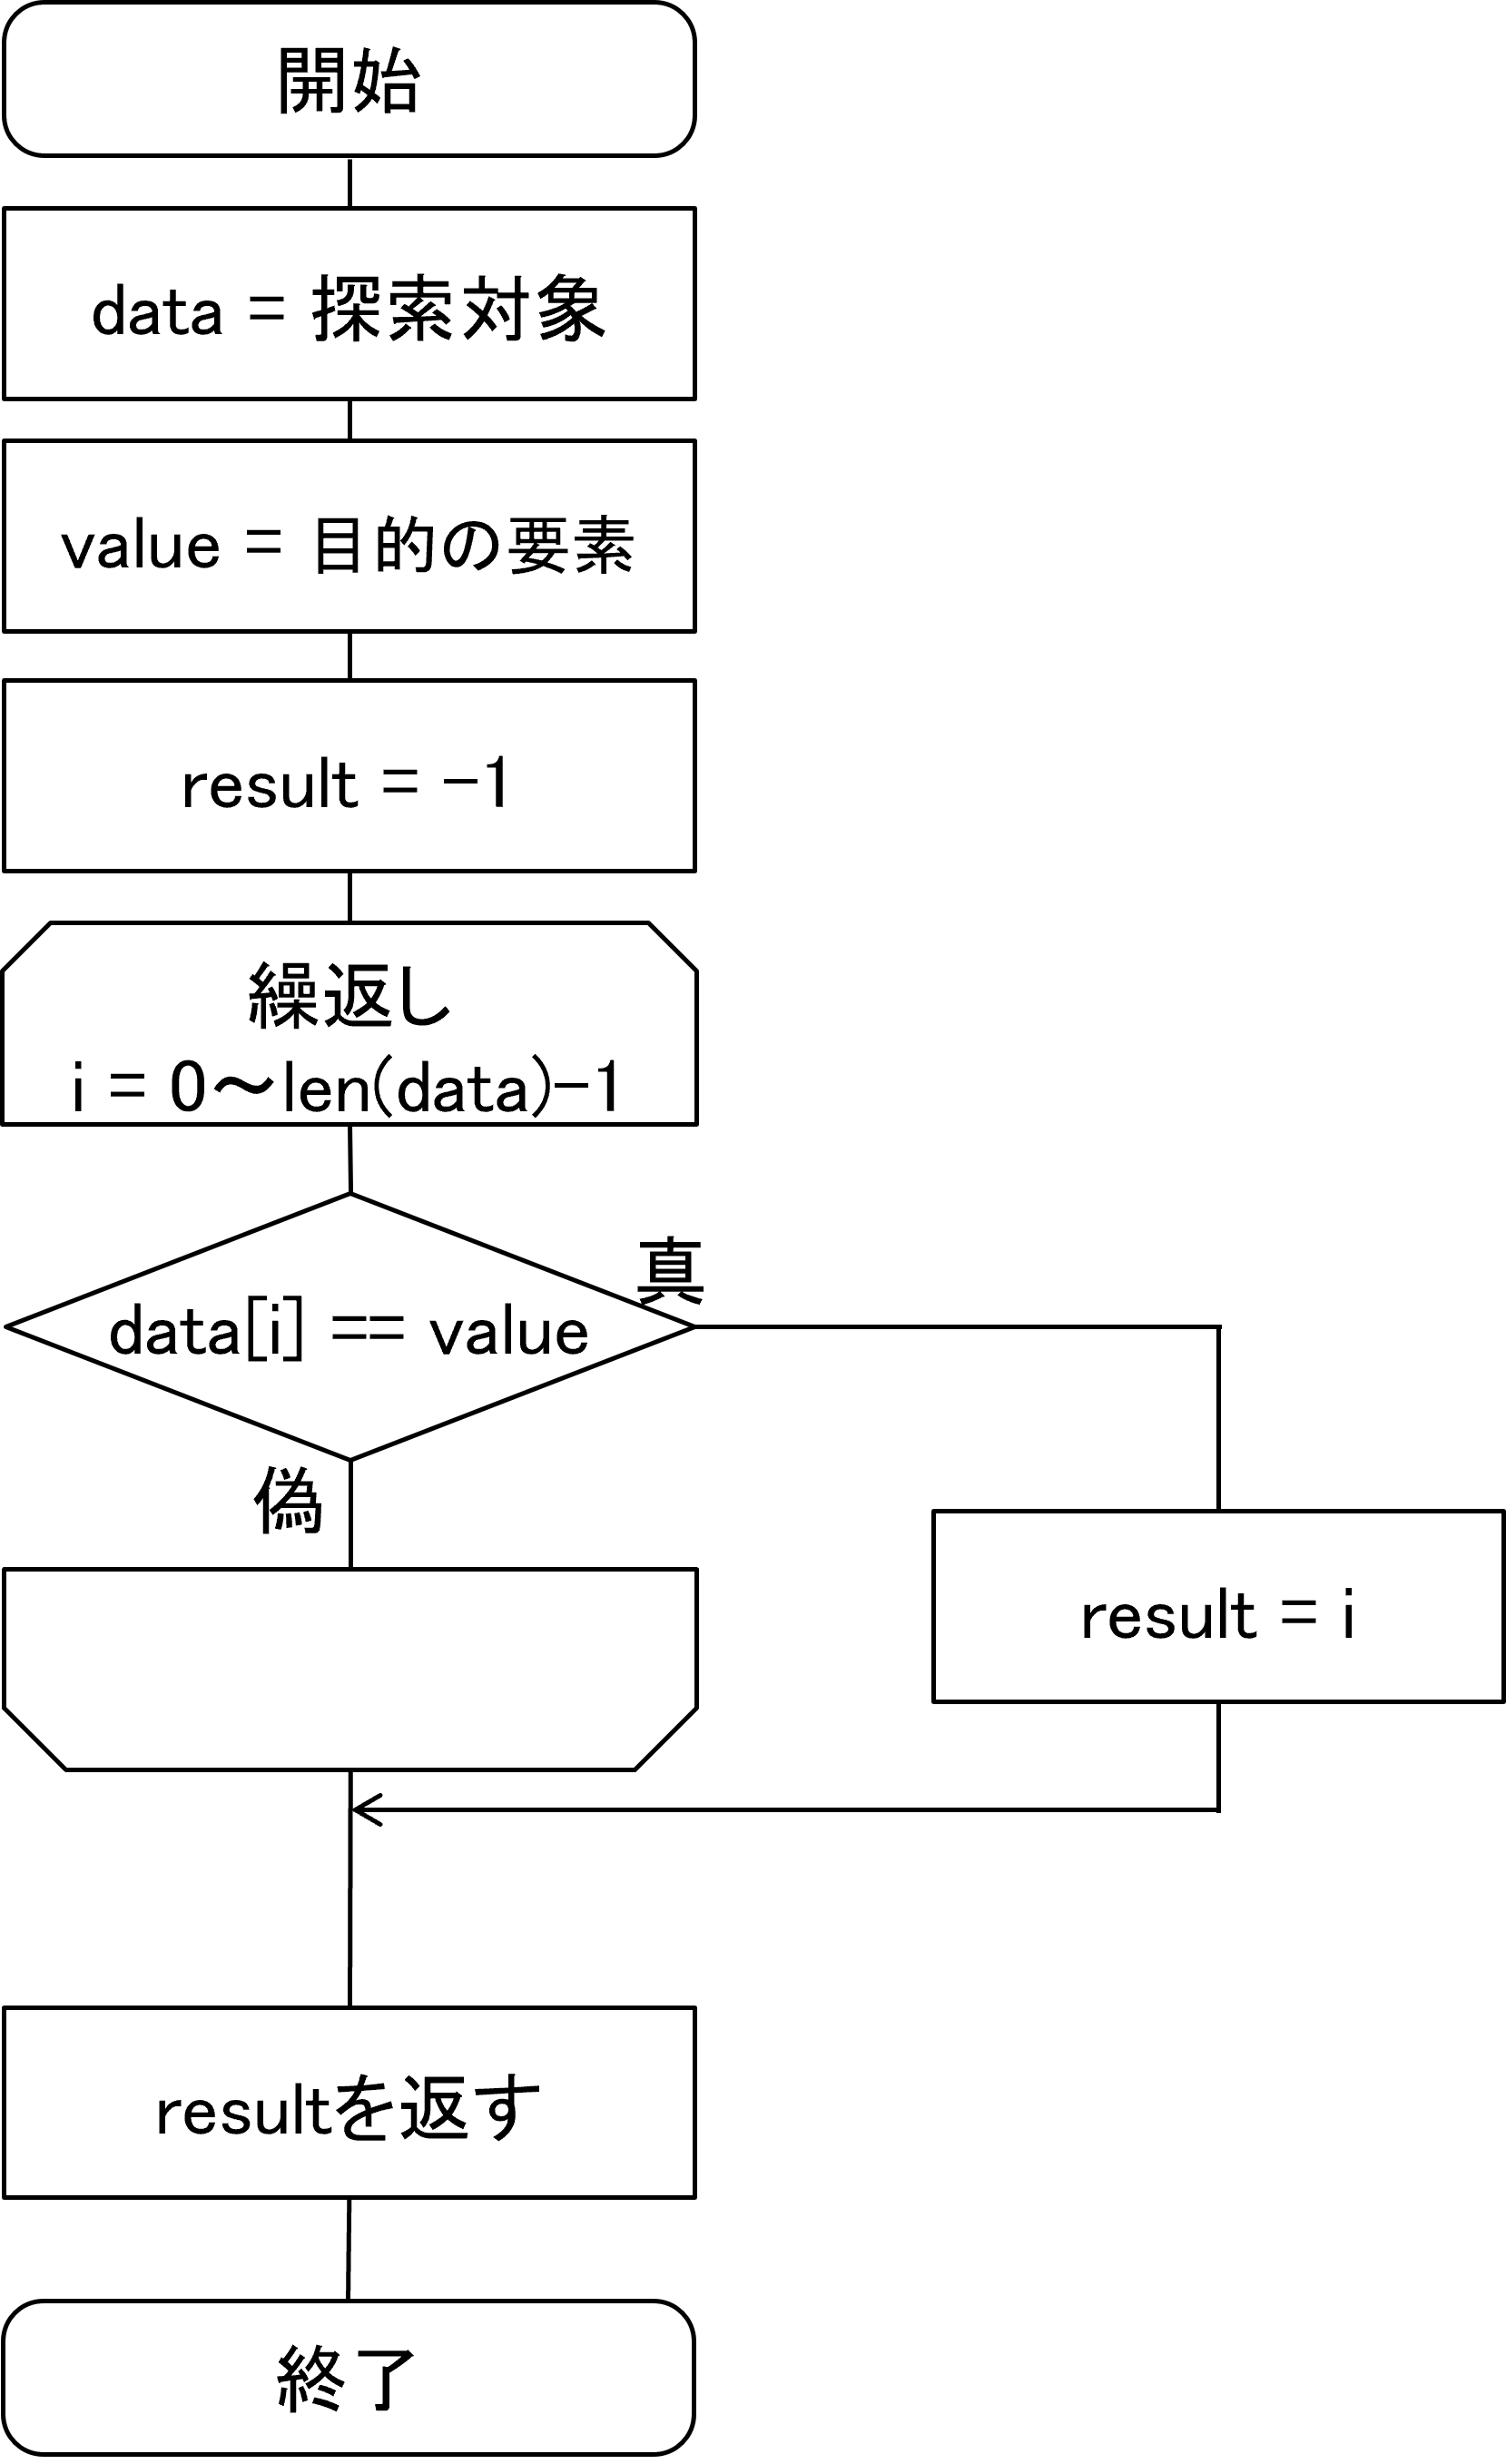 開始
data = 探索対象
value = 目的の要素
result = -1
繰返し
i = 0～len(data)-1
真
data[i] == value
偽
result = i
resultを返す
終了